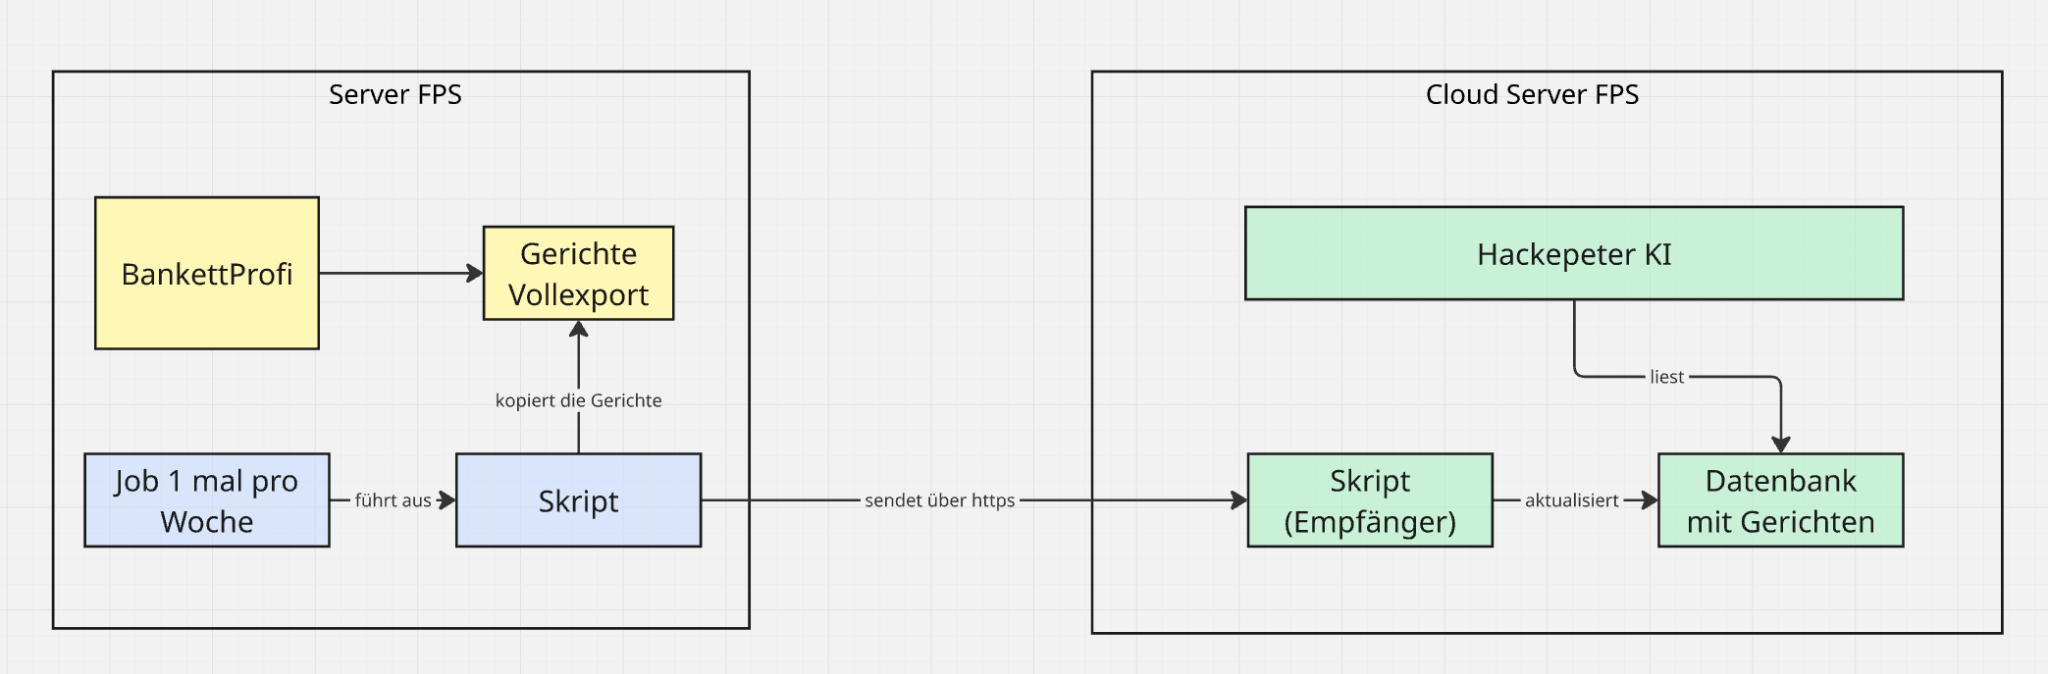 Server FPS
BankettProfi
Gerichte
Vollexport
kopiert die Gerichte
Job 1 mal pro
Woche
führt aus
Skript
sendet über https
Cloud Server FPS
Hackepeter KI
liest
Skript
(Empfänger)
aktualisiert
Datenbank
mit Gerichten